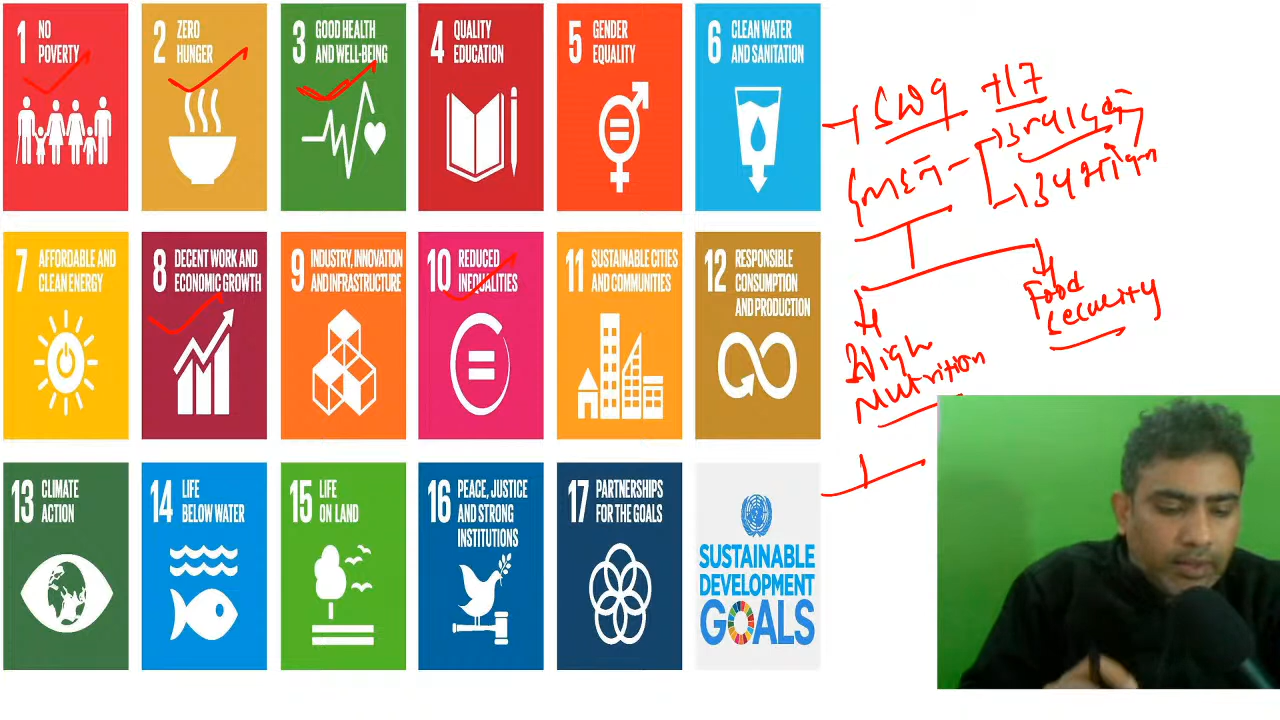 1 NO
POVERTY
2 ZERO
HUNGER
3 GOOD HEALTH
AND WELL-BEING
4 QUALITY
EDUCATION
5 GENDER
EQUALITY
6 CLEAN WATER
AND SANITATION
7 AFFORDABLE AND
CLEAN ENERGY
8 DECENT WORK AND
ECONOMIC GROWTH
9 INDUSTRY, INNOVATION
AND INFRASTRUCTURE
10 REDUCED
INEQUALITIES
11 SUSTAINABLE CITIES
AND COMMUNITIES
12 RESPONSIBLE
CONSUMPTION
AND PRODUCTION
13 CLIMATE
ACTION
14 LIFE
BELOW WATER
15 LIFE
ON LAND
16 PEACE, JUSTICE
AND STRONG
INSTITUTIONS
17 PARTNERSHIPS
FOR THE GOALS
SUSTAINABLE
DEVELOPMENT
GOALS
17
उत्पादन
उपभोग
High
Nutrition
Food
Security